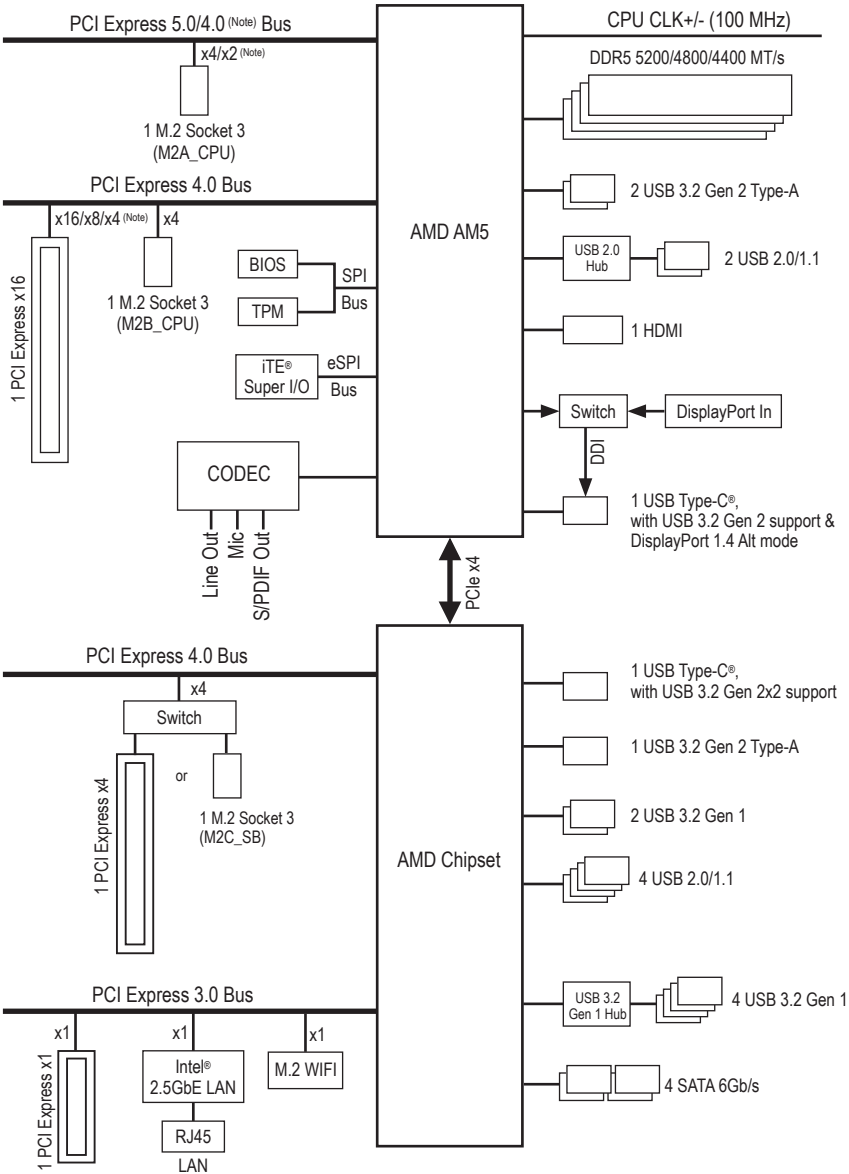 PCI Express 5.0/4.0 (Note) Bus
CPU CLK+/- (100 MHz)
x4/x2 (Note)
DDR5 5200/4800/4400 MT/s
1 M.2 Socket 3
(M2A_CPU)
PCI Express 4.0 Bus
2 USB 3.2 Gen 2 Type-A
x16/x8/x4 (Note)
x4
AMD AM5
1 PCI Express x16
1 M.2 Socket 3
(M2B_CPU)
BIOS
TPM
SPI
Bus
USB 2.0
Hub
2 USB 2.0/1.1
1 HDMI
iTE®
Super I/O
eSPI
Bus
Switch
DisplayPort In
DDI
CODEC
Line Out
Mic
S/PDIF Out
1 USB Type-C®,
with USB 3.2 Gen 2 support &
DisplayPort 1.4 Alt mode
PCIe x4
PCI Express 4.0 Bus
x4
Switch
1 PCI Express x4
or
1 M.2 Socket 3
(M2C_SB)
AMD Chipset
1 USB Type-C®,
with USB 3.2 Gen 2x2 support
1 USB 3.2 Gen 2 Type-A
2 USB 3.2 Gen 1
4 USB 2.0/1.1
USB 3.2
Gen 1 Hub
4 USB 3.2 Gen 1
4 SATA 6Gb/s
PCI Express 3.0 Bus
x1
x1
x1
1 PCI Express x1
Intel®
2.5GbE LAN
M.2 WIFI
RJ45
LAN